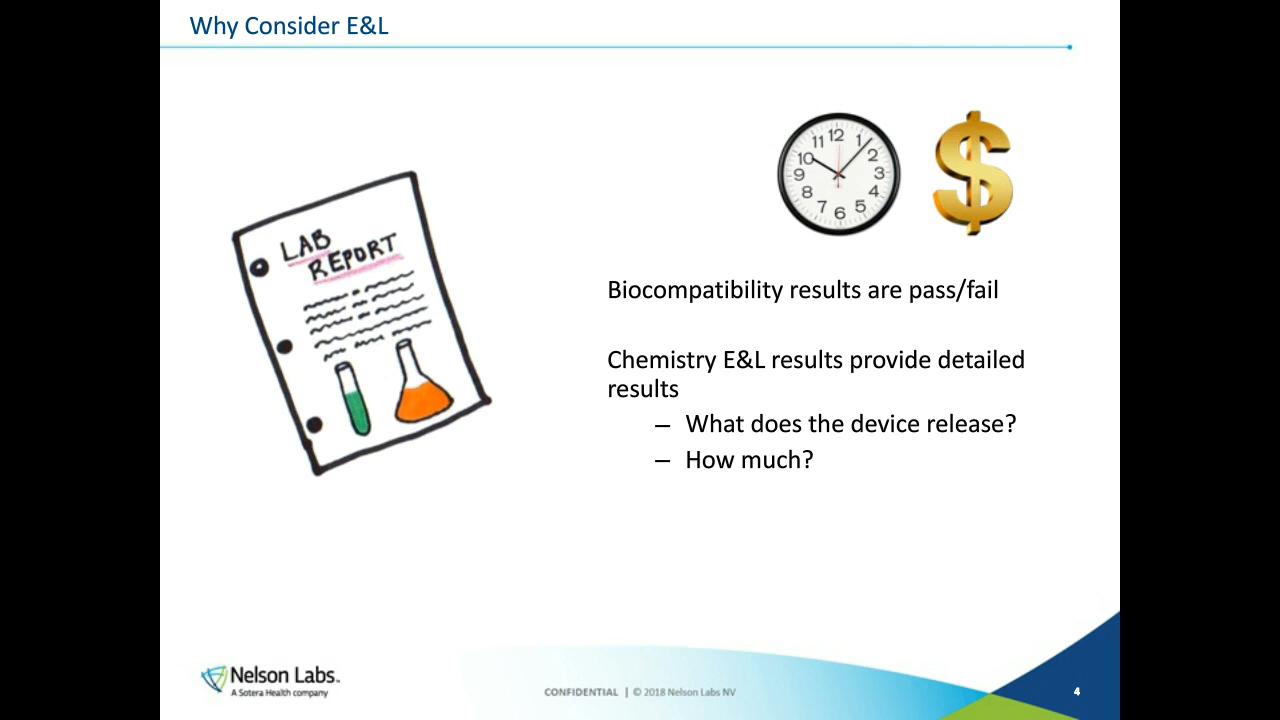 Why Consider E&L
LAB
REPORT
12
11
1
10
2
9
3
8
4
7
5
6
$
Biocompatibility results are pass/fail
Chemistry E&L results provide detailed
results
– What does the device release?
– How much?
Nelson Labs™
A Sotera Health company
CONFIDENTIAL | © 2018 Nelson Labs NV
4